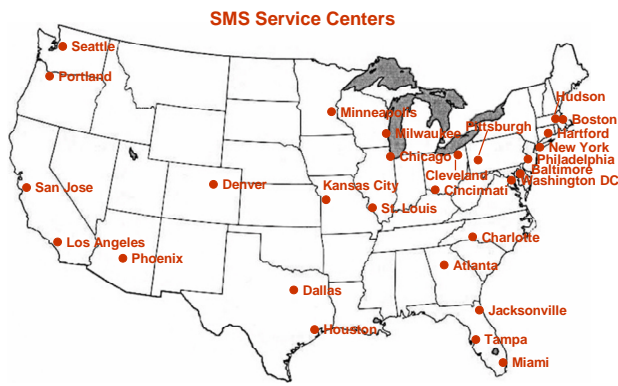 SMS Service Centers
Seattle
Portland
Hudson
Minneapolis
Boston
Pittsburgh
Milwaukee
Hartford
New York
Chicago
Philadelphia
Baltimore
Cleveland
Washington DC
San Jose
Denver
Kansas City
Cincinnati
St. Louis
Los Angeles
Charlotte
Phoenix
Atlanta
Dallas
Jacksonville
Houston
Tampa
Miami